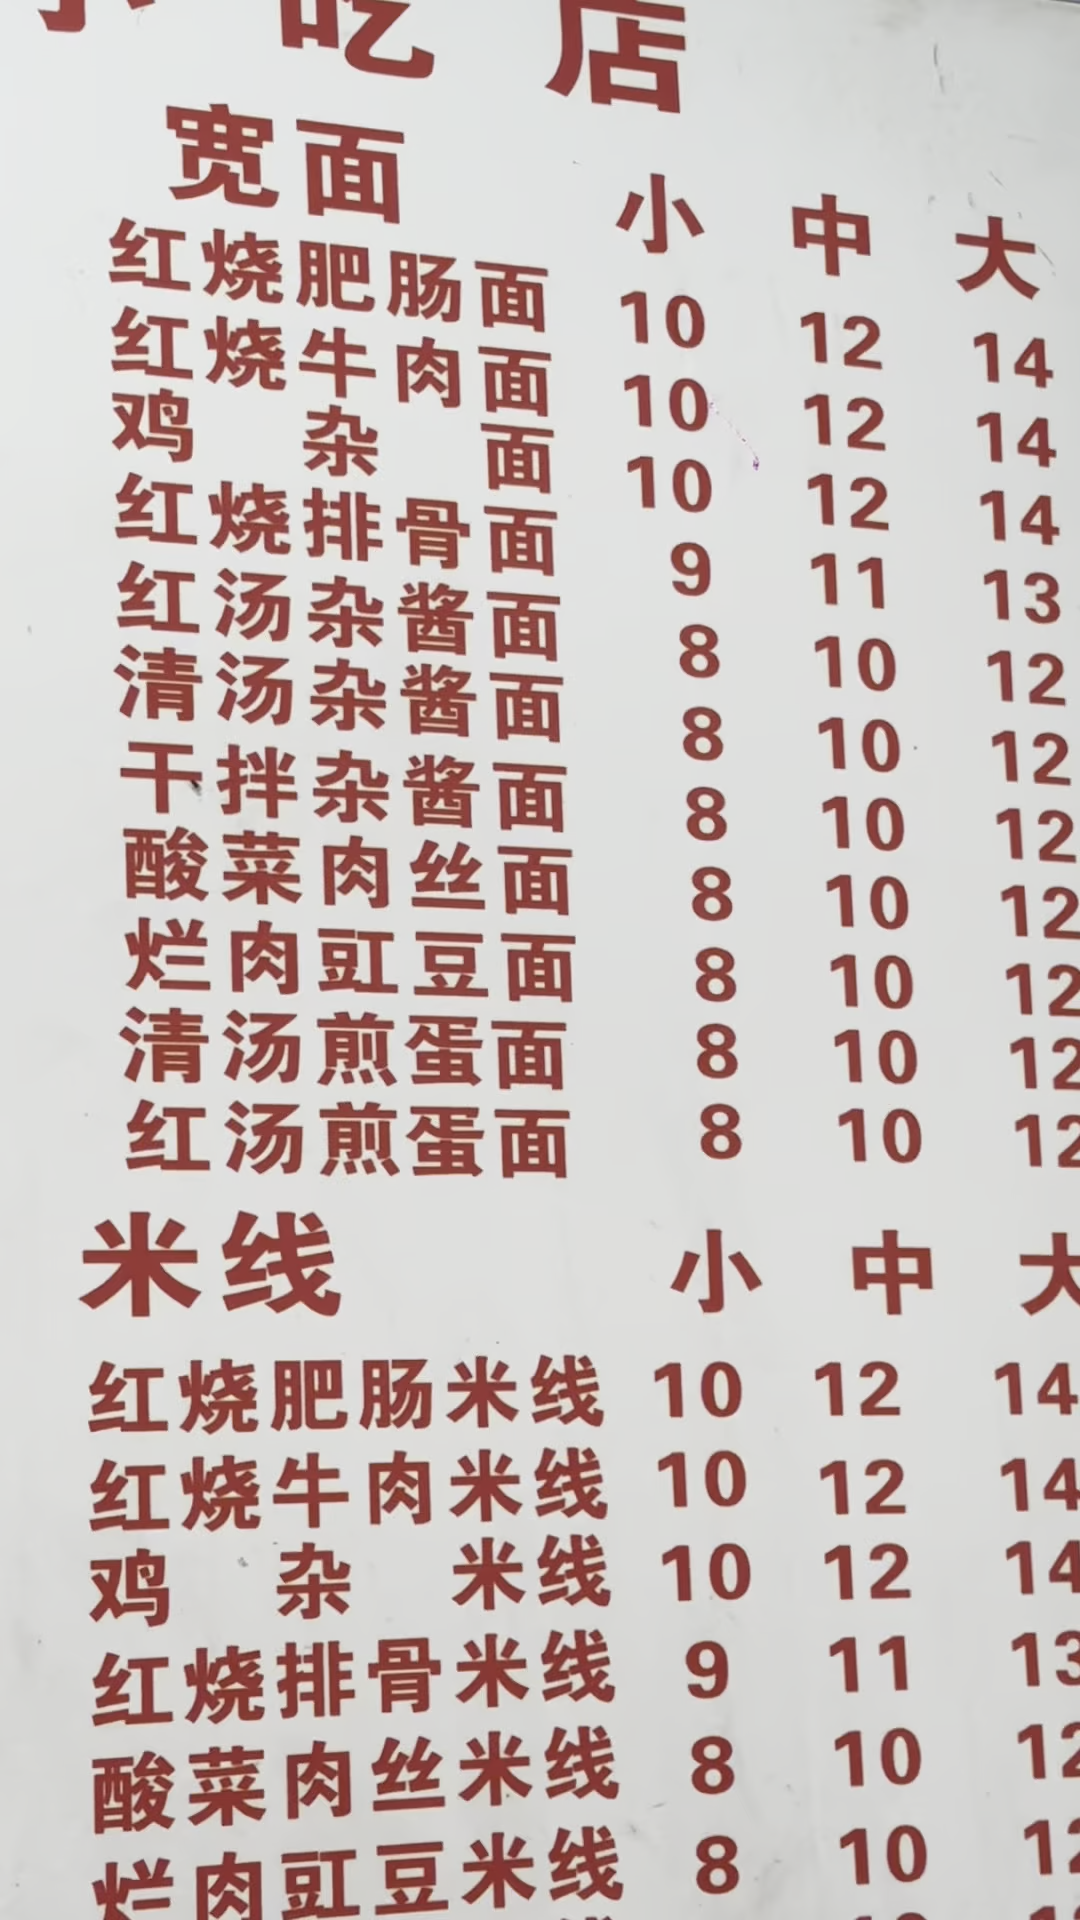 小吃店
宽面 小 中 大
红烧肥肠面 10 12 14
红烧牛肉面 10 12 14
鸡杂面 10 12 14
红烧排骨面 9 11 13
红汤杂酱面 8 10 12
清汤杂酱面 8 10 12
干拌杂酱面 8 10 12
酸菜肉丝面 8 10 12
烂肉豇豆面 8 10 12
清汤煎蛋面 8 10 12
红汤煎蛋面 8 10 12
米线 小 中 大
红烧肥肠米线 10 12 14
红烧牛肉米线 10 12 14
鸡杂米线 10 12 14
红烧排骨米线 9 11 13
酸菜肉丝米线 8 10 12
烂肉豇豆米线 8 10 12